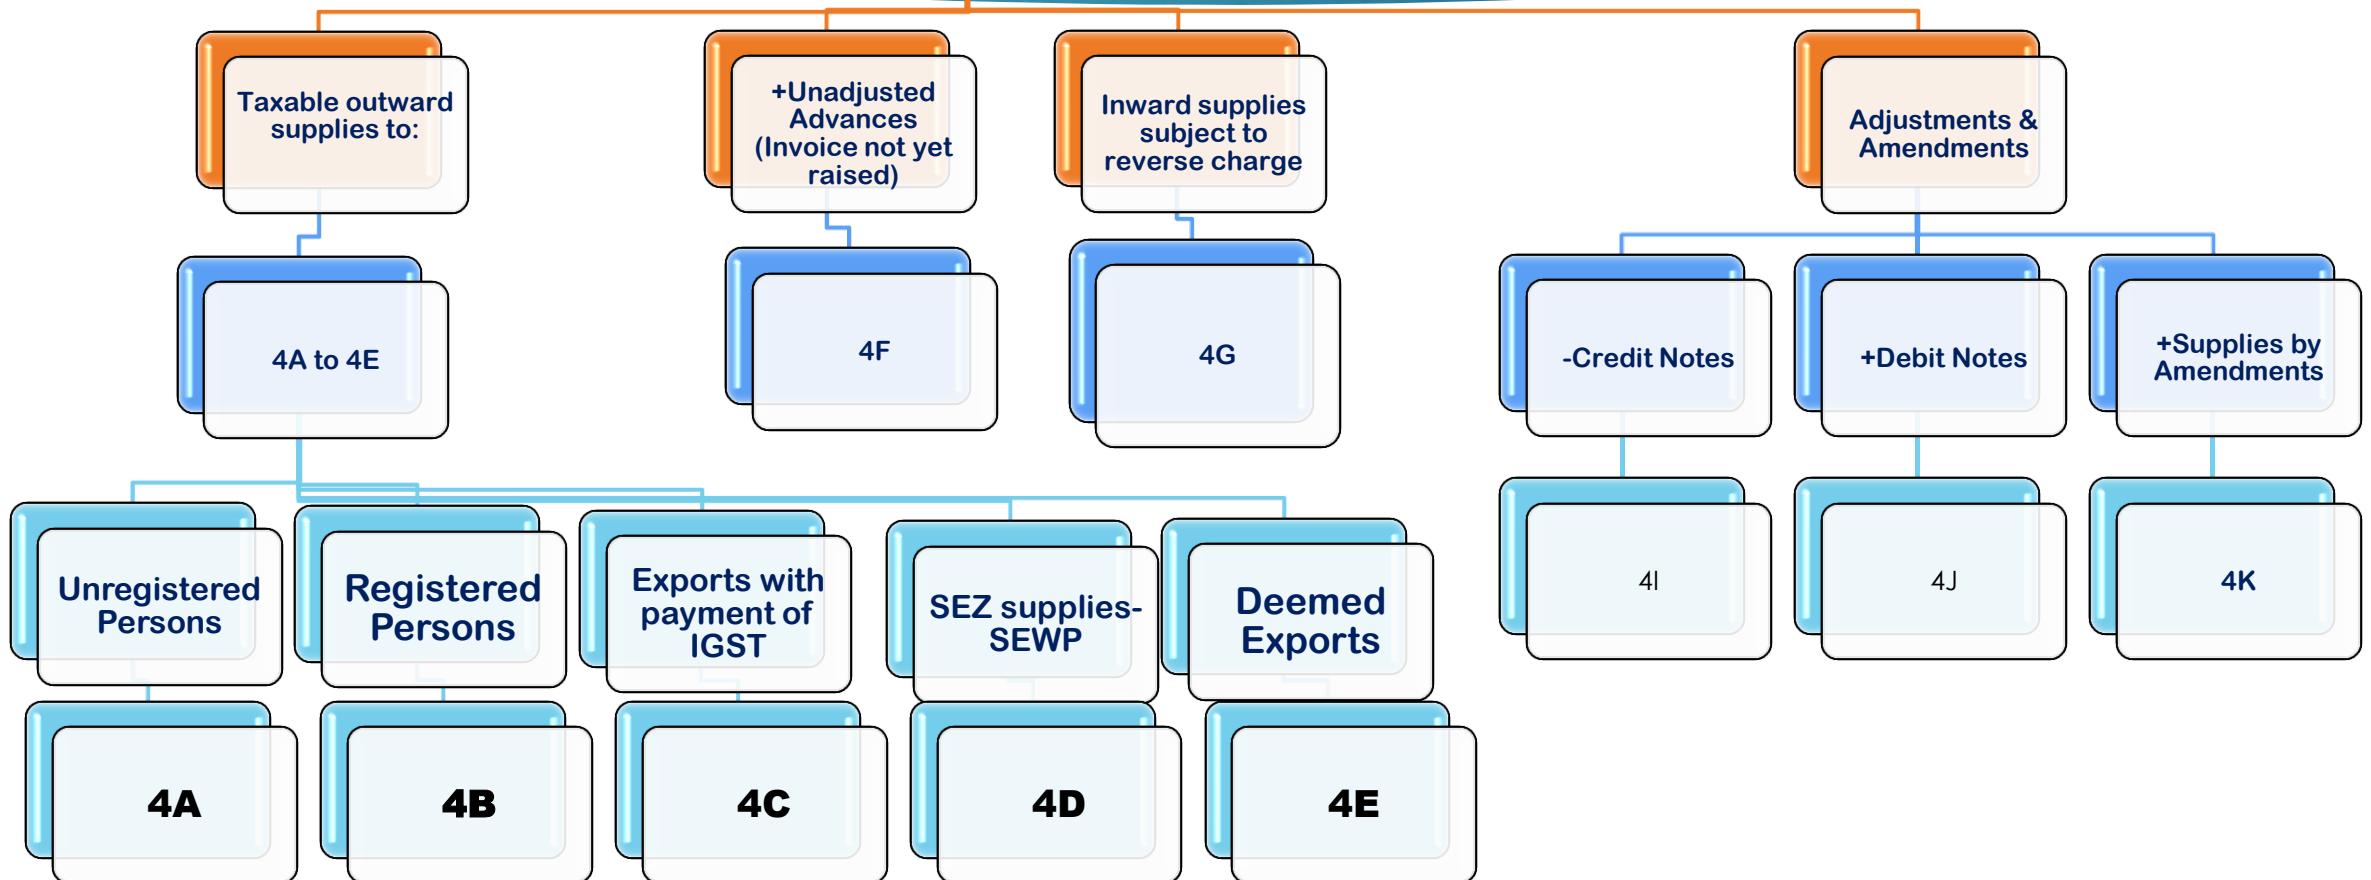 Taxable outward
supplies to:
+Unadjusted
Advances
(Invoice not yet
raised)
Inward supplies
subject to
reverse charge
Adjustments &
Amendments
4A to 4E
4F
4G
-Credit Notes
+Debit Notes
+Supplies by
Amendments
Unregistered
Persons
Registered
Persons
Exports with
payment of
IGST
SEZ supplies-
SEWP
Deemed
Exports
4I
4J
4K
4A
4B
4C
4D
4E